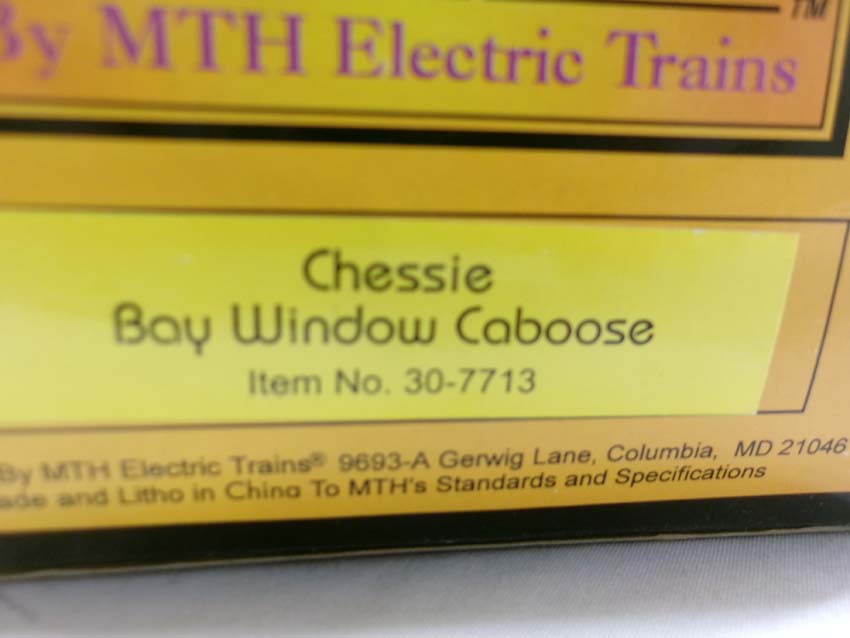 By MTH Electric Trains
TM
Chessie
Bay Window Caboose
Item No. 30-7713
By MTH Electric Trains® 9693-A Gerwig Lane, Columbia, MD 21046
ade and Litho in China To MTH's Standards and Specifications